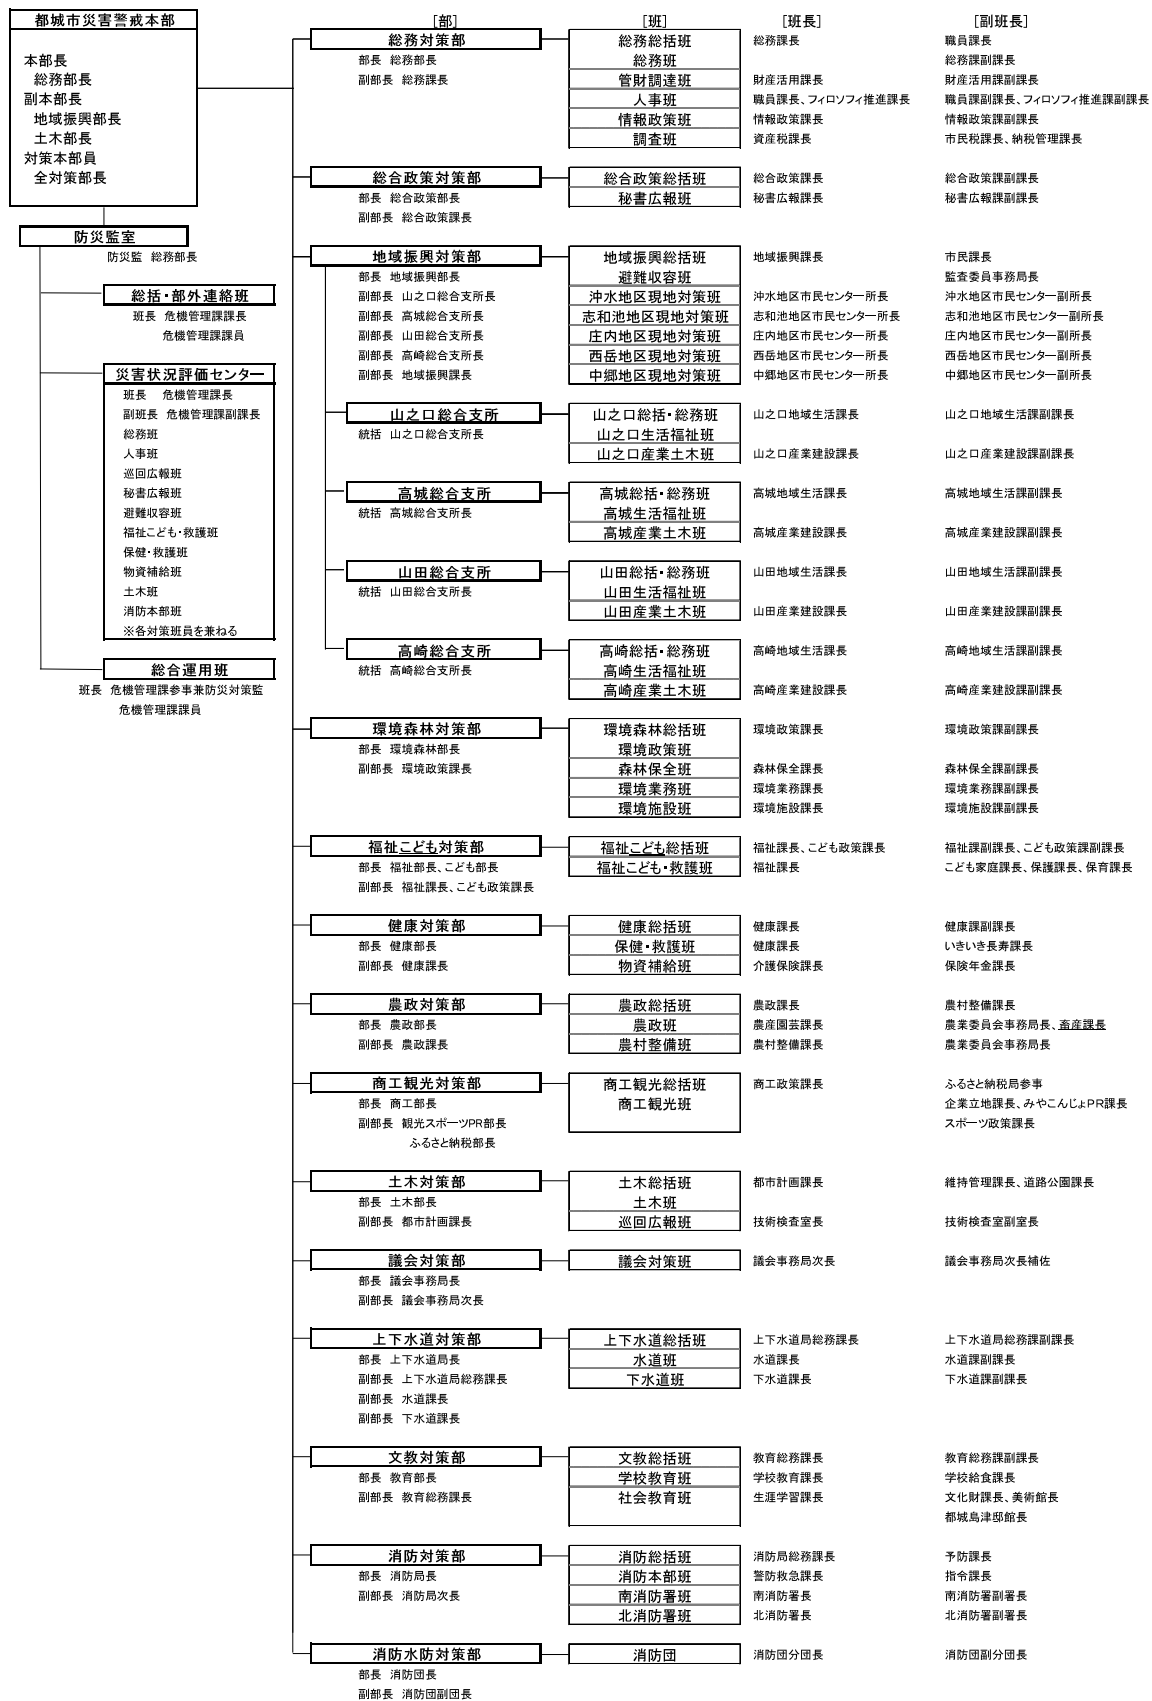 都城市災害警戒本部
本部長
総務部長
副本部長
地域振興部長
土木部長
対策本部員
全対策部長
防災監室
防災監 総務部長
総括・部外連絡班
班長 危機管理課課長
危機管理課課員
災害状況評価センター
班長 危機管理課長
副班長 危機管理課副課長
総務班
人事班
巡回広報班
秘書広報班
避難収容班
福祉こども・救護班
保健・救護班
物資補給班
土木班
消防本部班
※各対策班員を兼ねる
総合運用班
班長 危機管理課参事兼防災対策監
危機管理課課員
[部] [班] [班長] [副班長]
総務対策部 総務総括班 総務課長 職員課長
部長 総務部長 総務班 総務課副課長
副部長 総務課長 管財調達班 財産活用課長 財産活用課副課長
人事班 職員課長、フィロソフィ推進課長 職員課副課長、フィロソフィ推進課副課長
情報政策班 情報政策課長 情報政策課副課長
調査班 資産税課長 市民税課長、納税管理課長
総合政策対策部 総合政策総括班 総合政策課長 総合政策課副課長
部長 総合政策部長 秘書広報班 秘書広報課長 秘書広報課副課長
副部長 総合政策課長
地域振興対策部 地域振興総括班 地域振興課長 市民課長
部長 地域振興部長 避難収容班 監査委員事務局長
副部長 山之口総合支所長 沖水地区現地対策班 沖水地区市民センター所長 沖水地区市民センター副所長
副部長 高城総合支所長 志和池地区現地対策班 志和池地区市民センター所長 志和池地区市民センター副所長
副部長 山田総合支所長 庄内地区現地対策班 庄内地区市民センター所長 庄内地区市民センター副所長
副部長 高崎総合支所長 西岳地区現地対策班 西岳地区市民センター所長 西岳地区市民センター副所長
副部長 地域振興課長 中郷地区現地対策班 中郷地区市民センター所長 中郷地区市民センター副所長
山之口総合支所 山之口総括・総務班 山之口地域生活課長 山之口地域生活課副課長
統括 山之口総合支所長 山之口生活福祉班
山之口産業土木班 山之口産業建設課長 山之口産業建設課副課長
高城総合支所 高城総括・総務班 高城地域生活課長 高城地域生活課副課長
統括 高城総合支所長 高城生活福祉班
高城産業土木班 高城産業建設課長 高城産業建設課副課長
山田総合支所 山田総括・総務班 山田地域生活課長 山田地域生活課副課長
統括 山田総合支所長 山田生活福祉班
山田産業土木班 山田産業建設課長 山田産業建設課副課長
高崎総合支所 高崎総括・総務班 高崎地域生活課長 高崎地域生活課副課長
統括 高崎総合支所長 高崎生活福祉班
高崎産業土木班 高崎産業建設課長 高崎産業建設課副課長
環境森林対策部 環境森林総括班 環境政策課長 環境政策課副課長
部長 環境森林部長 環境政策班
副部長 環境政策課長 森林保全班 森林保全課長 森林保全課副課長
環境業務班 環境業務課長 環境業務課副課長
環境施設班 環境施設課長 環境施設課副課長
福祉こども対策部 福祉こども総括班 福祉課長、こども政策課長 福祉課副課長、こども政策課副課長
部長 福祉部長、こども部長 福祉こども・救護班 福祉課長 こども家庭課長、保護課長、保育課長
副部長 福祉課長、こども政策課長
健康対策部 健康総括班 健康課長 健康課副課長
部長 健康部長 保健・救護班 健康課長 いきいき長寿課長
副部長 健康課長 物資補給班 介護保険課長 保険年金課長
農政対策部 農政総括班 農政課長 農村整備課長
部長 農政部長 農政班 農産園芸課長 農業委員会事務局長、畜産課長
副部長 農政課長 農村整備班 農村整備課長 農業委員会事務局長
商工観光対策部 商工観光総括班 商工政策課長 ふるさと納税局参事
部長 商工部長 商工観光班 企業立地課長、みやこんじょPR課長
副部長 観光スポーツPR部長 スポーツ政策課長
ふるさと納税部長
土木対策部 土木総括班 都市計画課長 維持管理課長、道路公園課長
部長 土木部長 土木班
副部長 都市計画課長 巡回広報班 技術検査室長 技術検査室副室長
議会対策部 議会対策班 議会事務局次長 議会事務局次長補佐
部長 議会事務局長
副部長 議会事務局次長
上下水道対策部 上下水道総括班 上下水道局総務課長 上下水道局総務課副課長
部長 上下水道局長 水道班 水道課長 水道課副課長
副部長 上下水道局総務課長 下水道班 下水道課長 下水道課副課長
副部長 水道課長
副部長 下水道課長
文教対策部 文教総括班 教育総務課長 教育総務課副課長
部長 教育部長 学校教育班 学校教育課長 学校給食課長
副部長 教育総務課長 社会教育班 生涯学習課長 文化財課長、美術館長
都城島津邸館長
消防対策部 消防総括班 消防局総務課長 予防課長
部長 消防局長 消防本部班 警防救急課長 指令課長
副部長 消防局次長 南消防署班 南消防署長 南消防署副署長
北消防署班 北消防署長 北消防署副署長
消防水防対策部 消防団 消防団分団長 消防団副分団長
部長 消防団長
副部長 消防団副団長